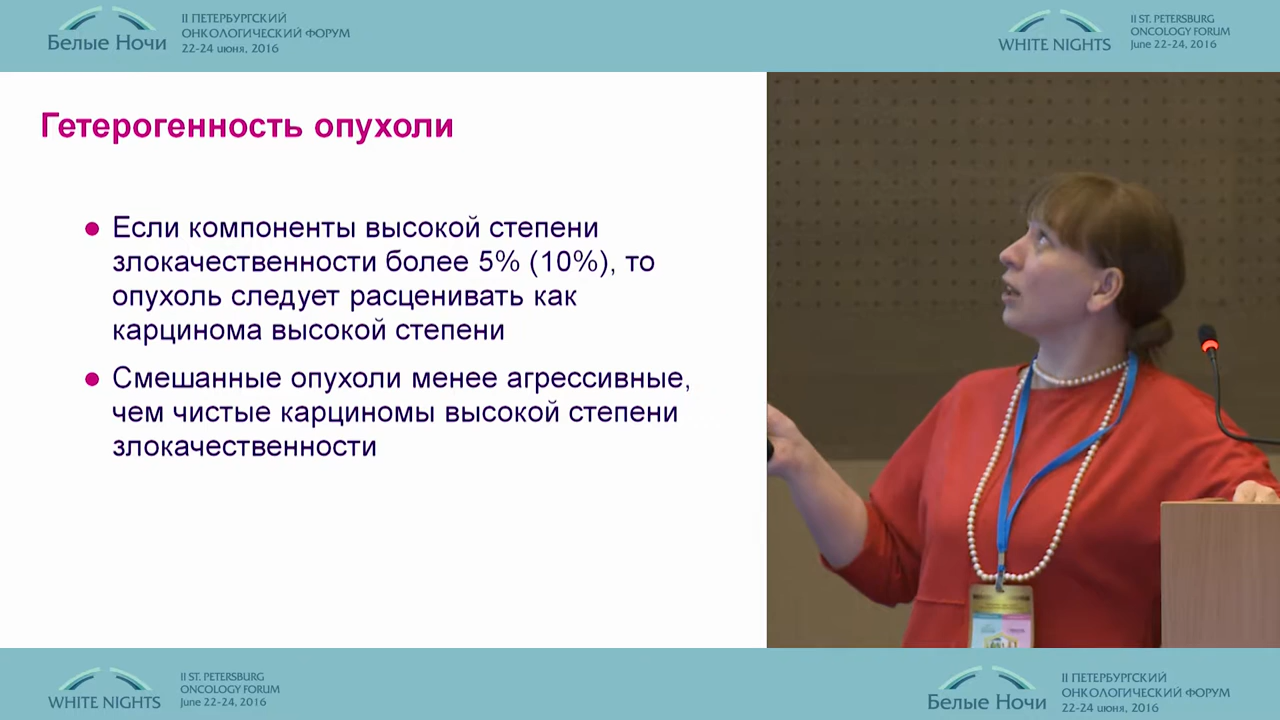 Белые Ночи
II ПЕТЕРБУРГСКИЙ
ОНКОЛОГИЧЕСКИЙ ФОРУМ
22-24 июня, 2016
WHITE NIGHTS
II ST. PETERSBURG
ONCOLOGY FORUM
June 22-24, 2016
Гетерогенность опухоли
Если компоненты высокой степени
злокачественности более 5% (10%), то
опухоль следует расценивать как
карцинома высокой степени
Смешанные опухоли менее агрессивные,
чем чистые карциномы высокой степени
злокачественности
WHITE NIGHTS
II ST. PETERSBURG
ONCOLOGY FORUM
June 22-24, 2016
Белые Ночи
II ПЕТЕРБУРГСКИЙ
ОНКОЛОГИЧЕСКИЙ ФОРУМ
22-24 июня, 2016